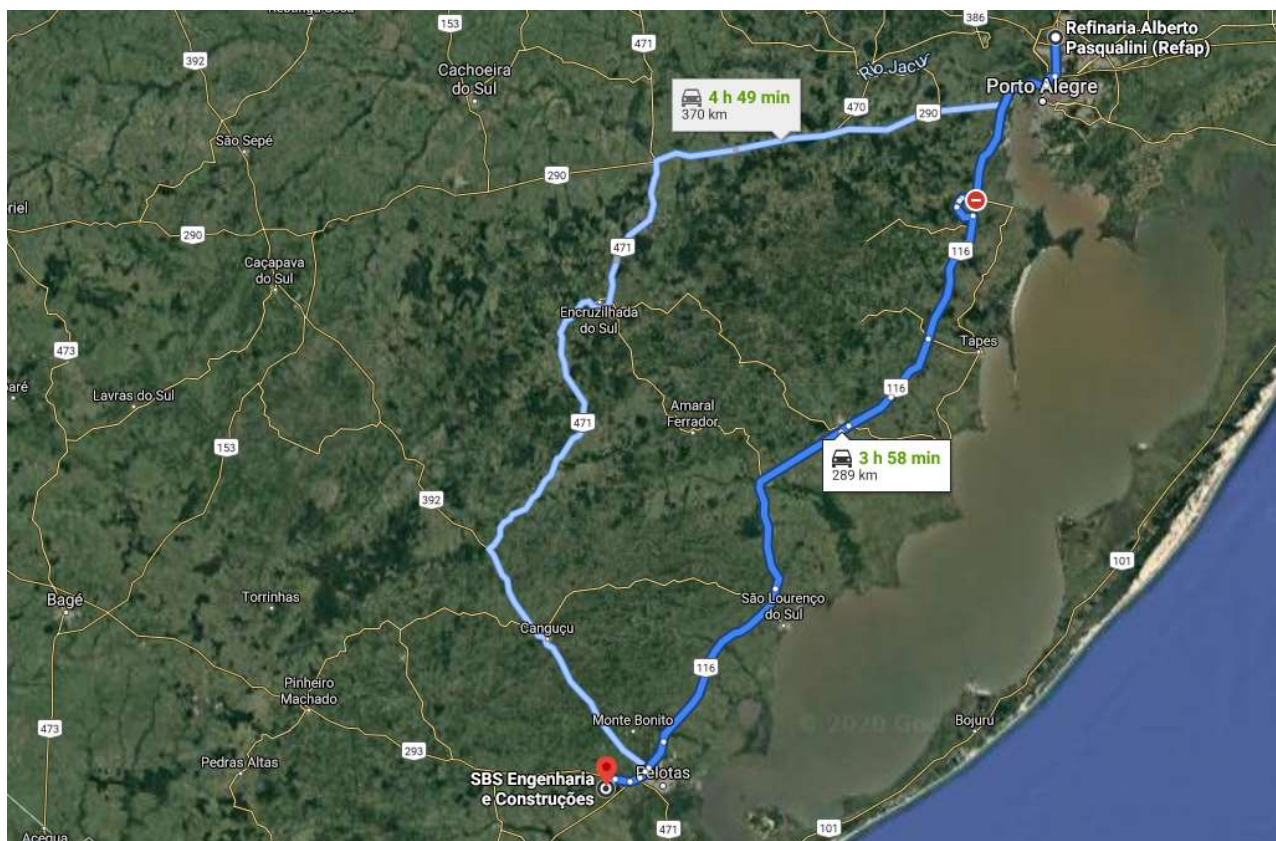 386
Refinaria Alberto
Pasqualini (Refap)
153
471
392
Cachoeira
do Sul
Rio Jacuí
Porto Alegre
4 h 49 min
370 km
470
290
São Sepé
290
290
471
116
Caçapava
do Sul
Encruzilhada
do Sul
473
Tapes
Lavras do Sul
116
Amaral
Ferrador
471
153
3 h 58 min
289 km
392
101
Bagé
Torrinhas
São Lourenço
do Sul
Canguçu
116
Pinheiro
Machado
473
Monte Bonito
Bojuru
293
Pedras Altas
SBS Engenharia
e Construções
Pelotas
471
101